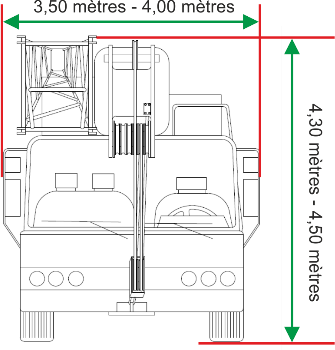 3,50 mètres - 4,00 mètres
4,30 mètres - 4,50 mètres